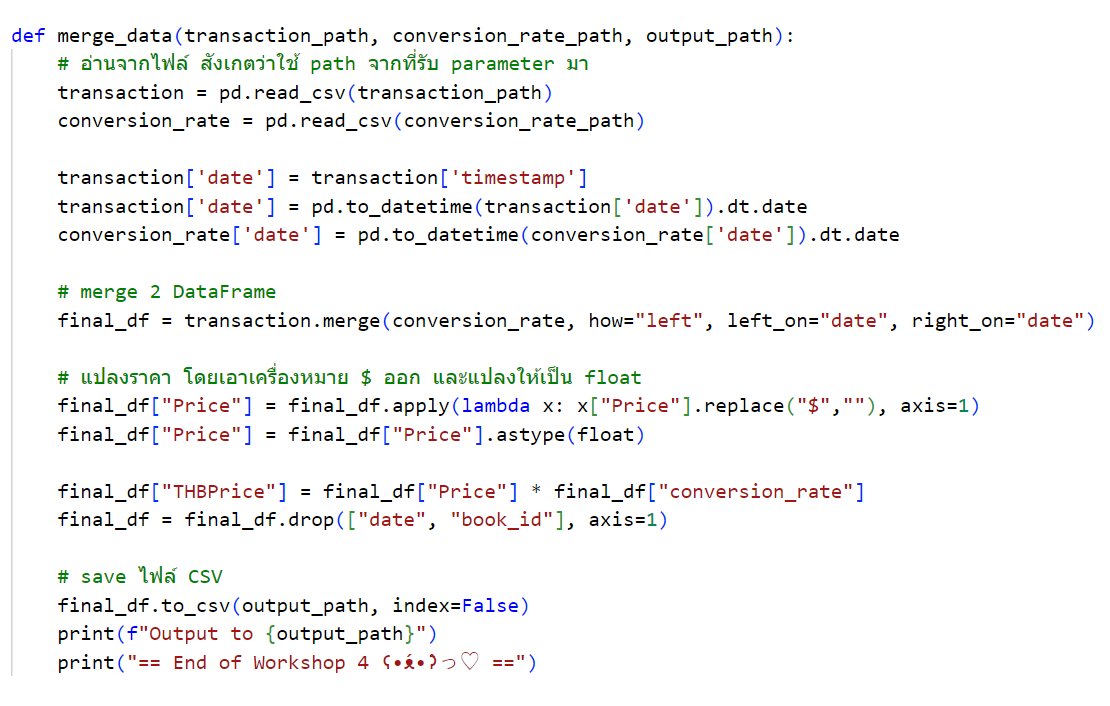 def merge_data(transaction_path, conversion_rate_path, output_path):
    # อ่านจากไฟล์ สังเกตว่าใช้ path จากที่รับ parameter มา
    transaction = pd.read_csv(transaction_path)
    conversion_rate = pd.read_csv(conversion_rate_path)

    transaction['date'] = transaction['timestamp']
    transaction['date'] = pd.to_datetime(transaction['date']).dt.date
    conversion_rate['date'] = pd.to_datetime(conversion_rate['date']).dt.date

    # merge 2 DataFrame
    final_df = transaction.merge(conversion_rate, how="left", left_on="date", right_on="date")

    # แปลงราคา โดยเอาเครื่องหมาย $ ออก และแปลงให้เป็น float
    final_df["Price"] = final_df.apply(lambda x: x["Price"].replace("$",""), axis=1)
    final_df["Price"] = final_df["Price"].astype(float)

    final_df["THBPrice"] = final_df["Price"] * final_df["conversion_rate"]
    final_df = final_df.drop(["date", "book_id"], axis=1)

    # save ไฟล์ CSV
    final_df.to_csv(output_path, index=False)
    print(f"Output to {output_path}")
    print("== End of Workshop 4 ʕ•ᴥ•ʔっ♡ ==")